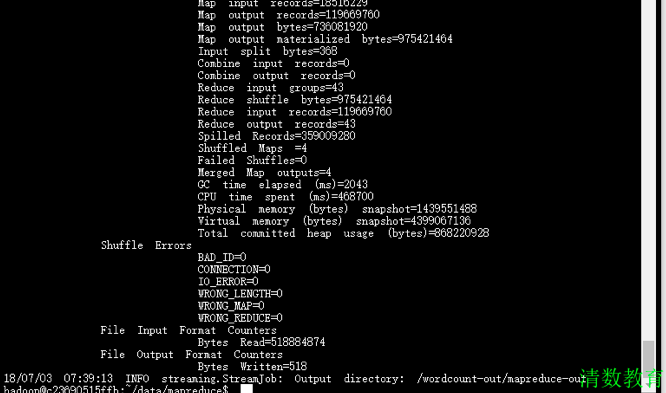 Map input records=18516229
Map output records=119669760
Map output bytes=736081920
Map output materialized bytes=975421464
Input split bytes=368
Combine input records=0
Combine output records=0
Reduce input groups=43
Reduce shuffle bytes=975421464
Reduce input records=119669760
Reduce output records=43
Spilled Records=359009280
Shuffled Maps =4
Failed Shuffles=0
Merged Map outputs=4
GC time elapsed (ms)=2043
CPU time spent (ms)=468700
Physical memory (bytes) snapshot=1439551488
Virtual memory (bytes) snapshot=4399067136
Total committed heap usage (bytes)=868220928
Shuffle Errors
BAD_ID=0
CONNECTION=0
IO_ERROR=0
WRONG_LENGTH=0
WRONG_MAP=0
WRONG_REDUCE=0
File Input Format Counters
Bytes Read=518884874
File Output Format Counters
Bytes Written=518
18/07/03 07:39:13 INFO streaming.StreamJob: Output directory: /wordcount-out/mapreduce-out
hadoop@c23690515ffb:~/data/mapreduce$
清数教育